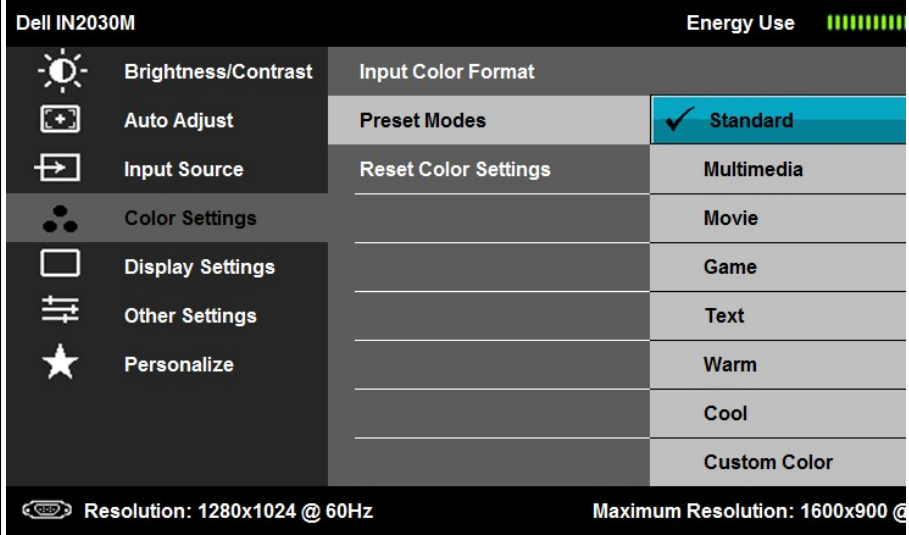 Dell IN2030M
Energy Use
Brightness/Contrast
Auto Adjust
Input Source
Color Settings
Display Settings
Other Settings
Personalize
Input Color Format
Preset Modes
Reset Color Settings
Standard
Multimedia
Movie
Game
Text
Warm
Cool
Custom Color
Resolution: 1280x1024 @ 60Hz
Maximum Resolution: 1600x900 @